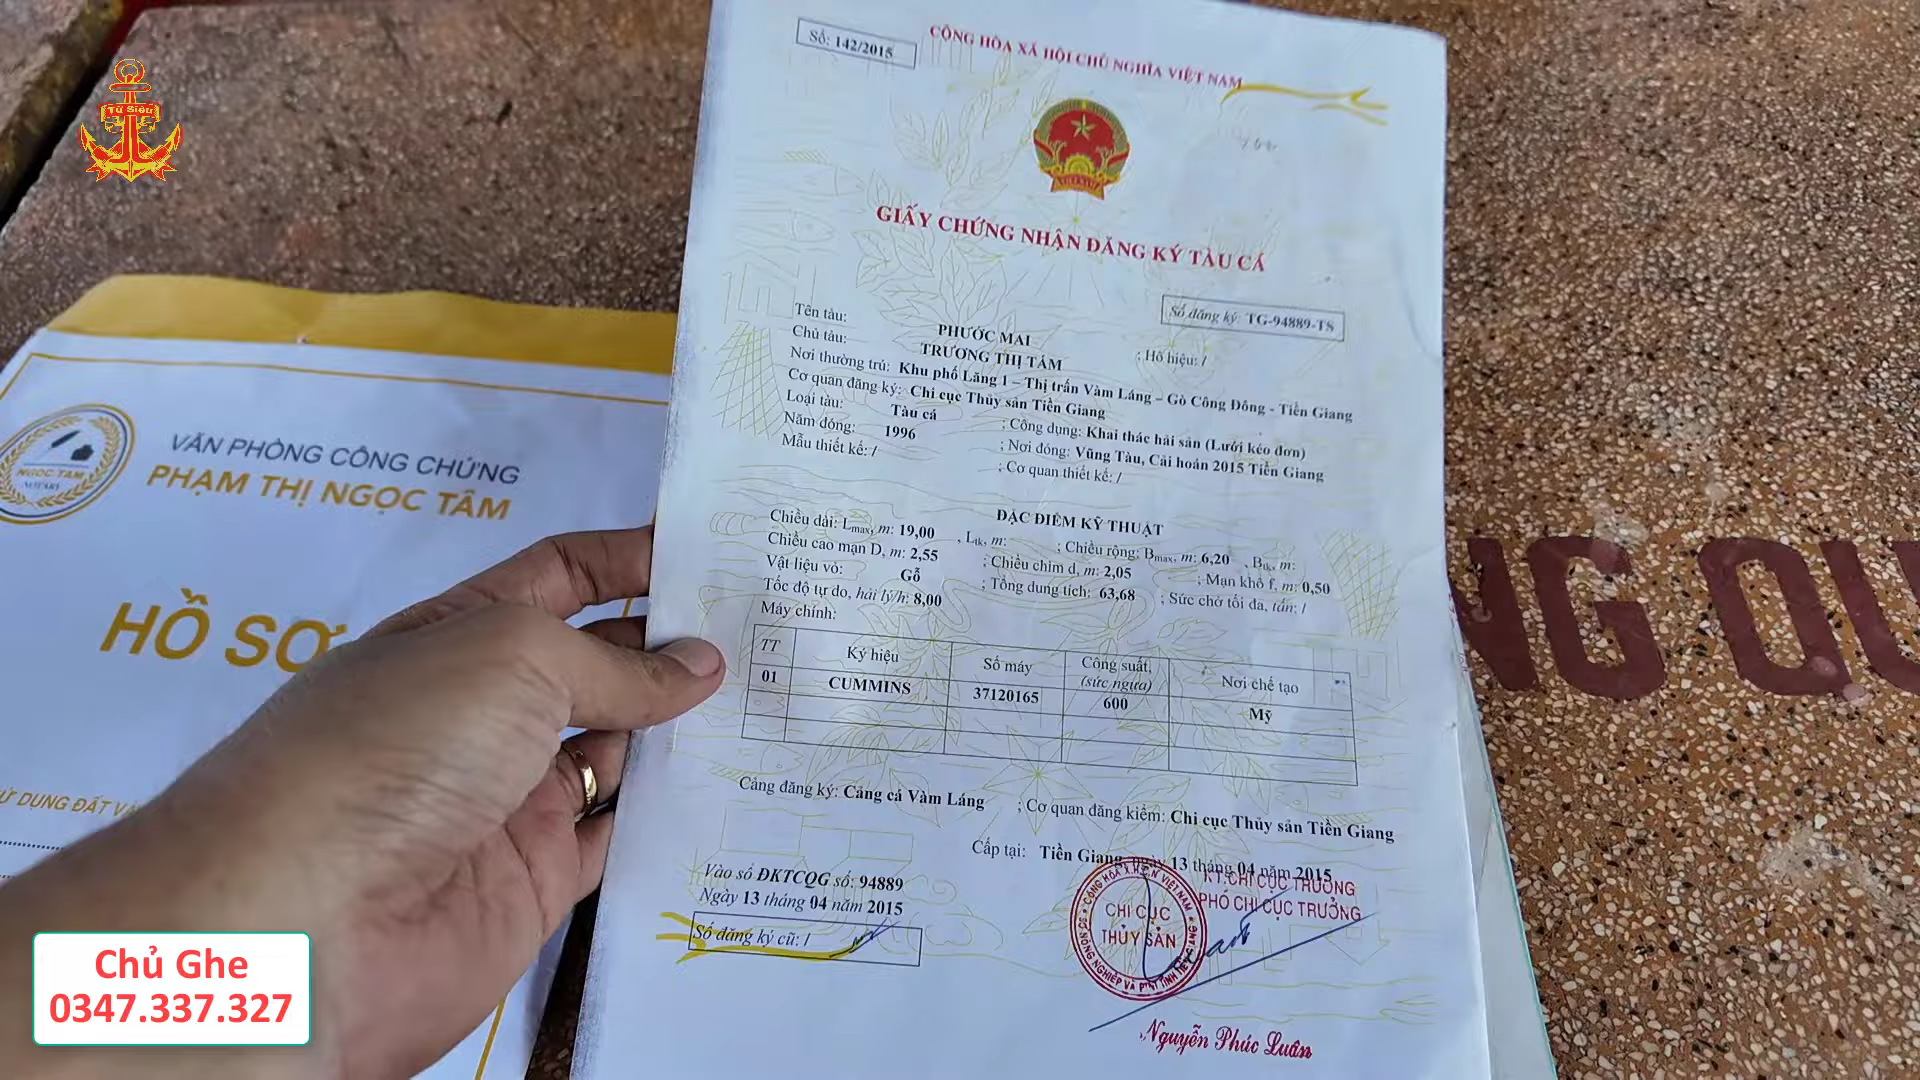 Từ Siêu
Số: 142/2015
CỘNG HÒA XÃ HỘI CHỦ NGHĨA VIỆT NAM
GIẤY CHỨNG NHẬN ĐĂNG KÝ TÀU CÁ
Số đăng ký: TG-94889-TS
Tên tàu: PHƯỚC MAI ; Hô hiệu: /
Chủ tàu: TRƯƠNG THỊ TÁM
Nơi thường trú: Khu phố Lăng 1 – Thị trấn Vàm Láng – Gò Công Đông - Tiền Giang
Cơ quan đăng ký: Chi cục Thủy sản Tiền Giang
Loại tàu: Tàu cá ; Công dụng: Khai thác hải sản (Lưới kéo đơn)
Năm đóng: 1996 ; Nơi đóng: Vũng Tàu, Cải hoán 2015 Tiền Giang
Mẫu thiết kế: / ; Cơ quan thiết kế: /
ĐẶC ĐIỂM KỸ THUẬT
Chiều dài: Lmax, m: 19,00 , Ltk, m: ; Chiều rộng: Bmax, m: 6,20 , Btk, m:
Chiều cao mạn D, m: 2,55 ; Chiều chìm d, m: 2,05 ; Mạn khô f, m: 0,50
Vật liệu vỏ: Gỗ ; Tổng dung tích: 63,68 ; Sức chở tối đa, tấn: /
Tốc độ tự do, hải lý/h: 8,00
Máy chính:
TT Ký hiệu Số máy Công suất, (sức ngựa) Nơi chế tạo
01 CUMMINS 37120165 600 Mỹ
Cảng đăng ký: Cảng cá Vàm Láng ; Cơ quan đăng kiểm: Chi cục Thủy sản Tiền Giang
Cấp tại: Tiền Giang, ngày 13 tháng 04 năm 2015
KT.CHI CỤC TRƯỞNG
PHÓ CHI CỤC TRƯỞNG
Vào sổ ĐKTCQG số: 94889
Ngày 13 tháng 04 năm 2015
Số đăng ký cũ: /
CHI CỤC
THỦY SẢN
Nguyễn Phúc Luân
NGOC TAM
NOTARY
VĂN PHÒNG CÔNG CHỨNG
PHẠM THỊ NGỌC TÂM
HỒ SƠ
Ử DỤNG ĐẤT VÀ
NG QU
Chủ Ghe
0347.337.327